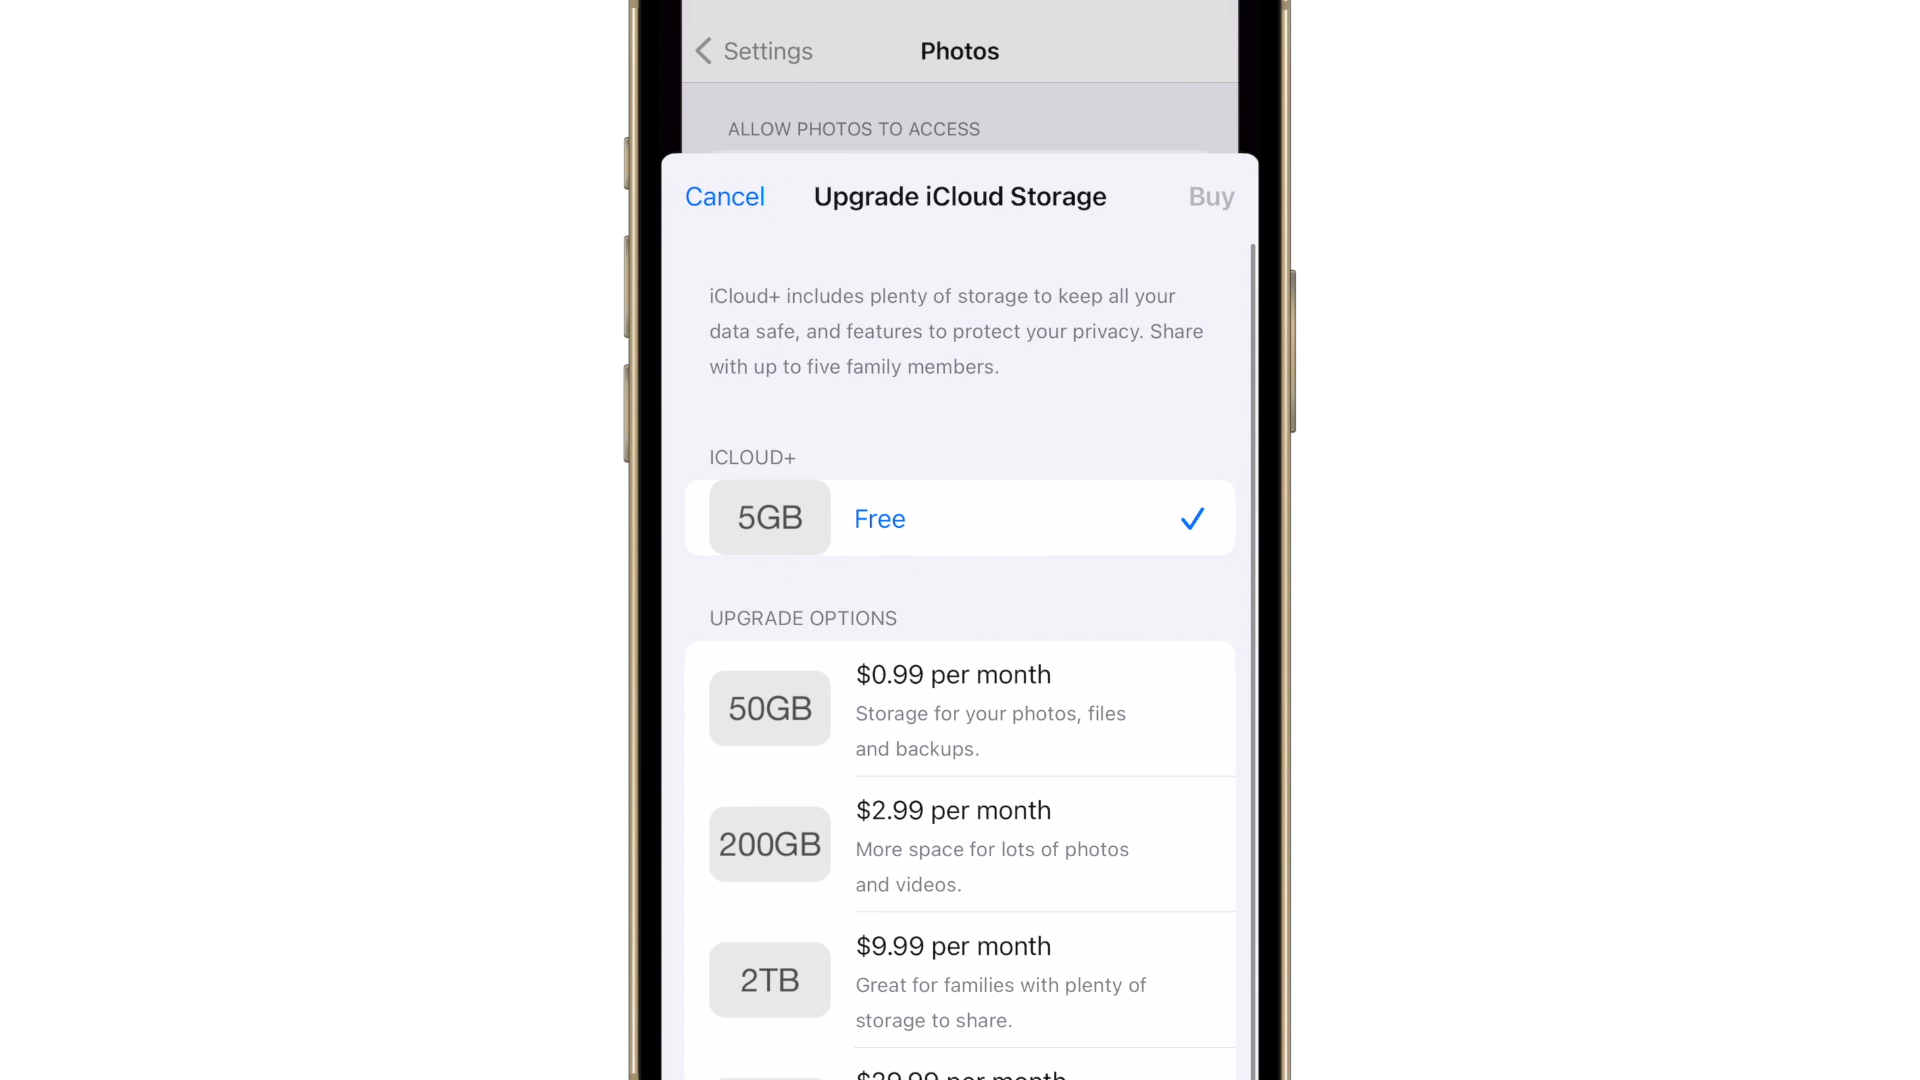 Settings
Photos
ALLOW PHOTOS TO ACCESS
Cancel
Upgrade iCloud Storage
Buy
iCloud+ includes plenty of storage to keep all your
data safe, and features to protect your privacy. Share
with up to five family members.
ICLOUD+
5GB
Free
UPGRADE OPTIONS
50GB
$0.99 per month
Storage for your photos, files
and backups.
200GB
$2.99 per month
More space for lots of photos
and videos.
2TB
$9.99 per month
Great for families with plenty of
storage to share.
per month